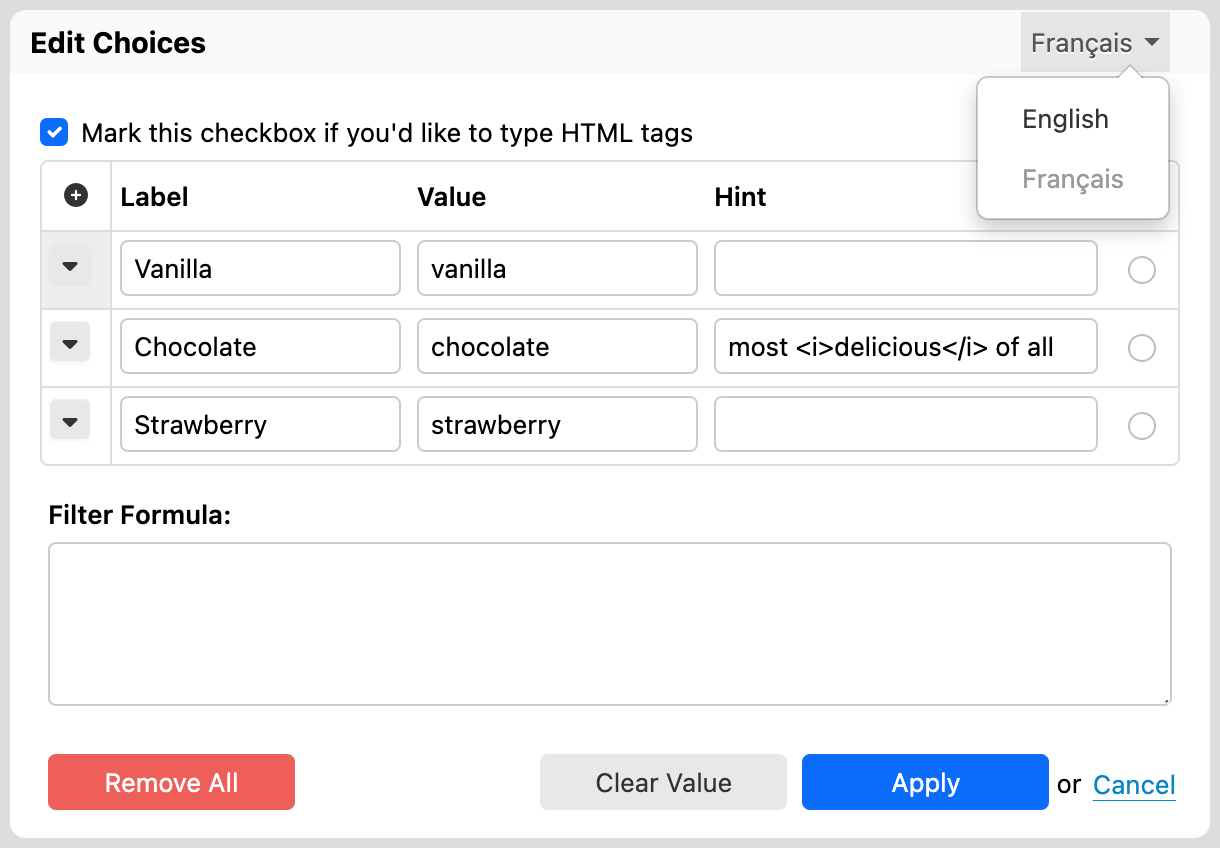 Edit Choices
Français
English
Français
Mark this checkbox if you'd like to type HTML tags
Label Value Hint
Vanilla vanilla
Chocolate chocolate most <i>delicious</i> of all
Strawberry strawberry
Filter Formula:
Remove All Clear Value Apply or Cancel